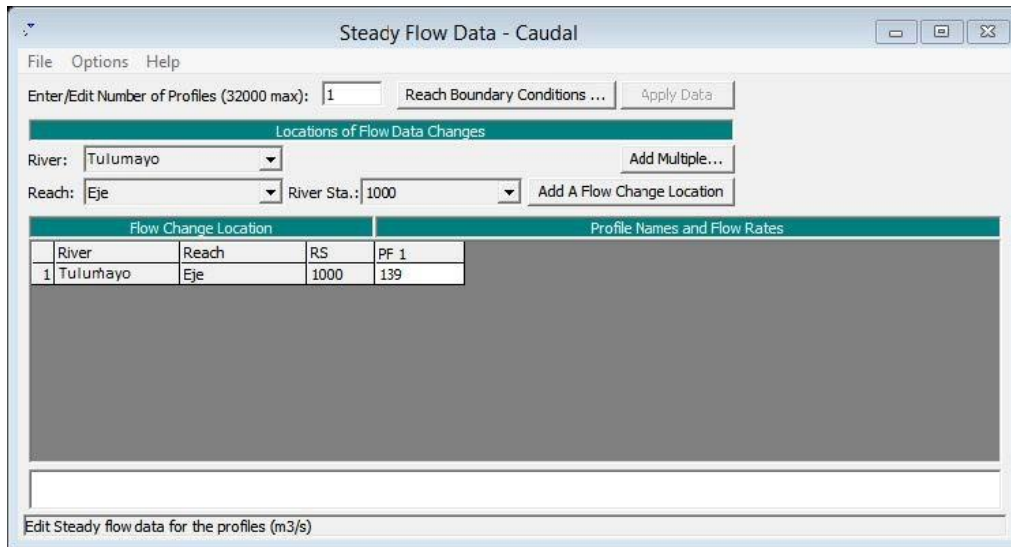 Steady Flow Data - Caudal
File Options Help
Enter/Edit Number of Profiles (32000 max): 1 Reach Boundary Conditions ... Apply Data
Locations of Flow Data Changes
River: Tulumayo Add Multiple...
Reach: Eje River Sta.: 1000 Add A Flow Change Location
Flow Change Location Profile Names and Flow Rates
River Reach RS PF 1
1 Tulumayo Eje 1000 139
Edit Steady flow data for the profiles (m3/s)